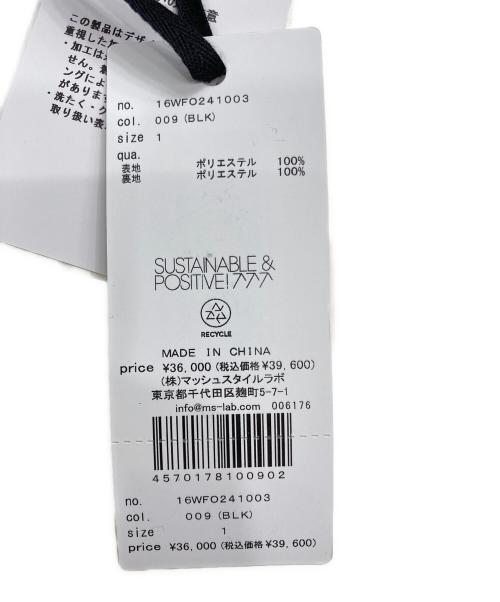 意
この製品はデザイ
重視した
・加工は
せん。
ングによ
がありま
・洗たく・ク
取り扱い表
no. 16WFO241003
col. 009 (BLK)
size 1
qua.
表地 ポリエステル 100%
裏地 ポリエステル 100%
SUSTAINABLE &
POSITIVE! 777
RECYCLE
MADE IN CHINA
price ¥36,000 (税込価格¥39,600)
(株)マッシュスタイルラボ
東京都千代田区麹町5-7-1
info@ms-lab.com 006176
4570178100902
no. 16WFO241003
col. 009 (BLK)
size 1
price ¥36,000 (税込価格¥39,600)